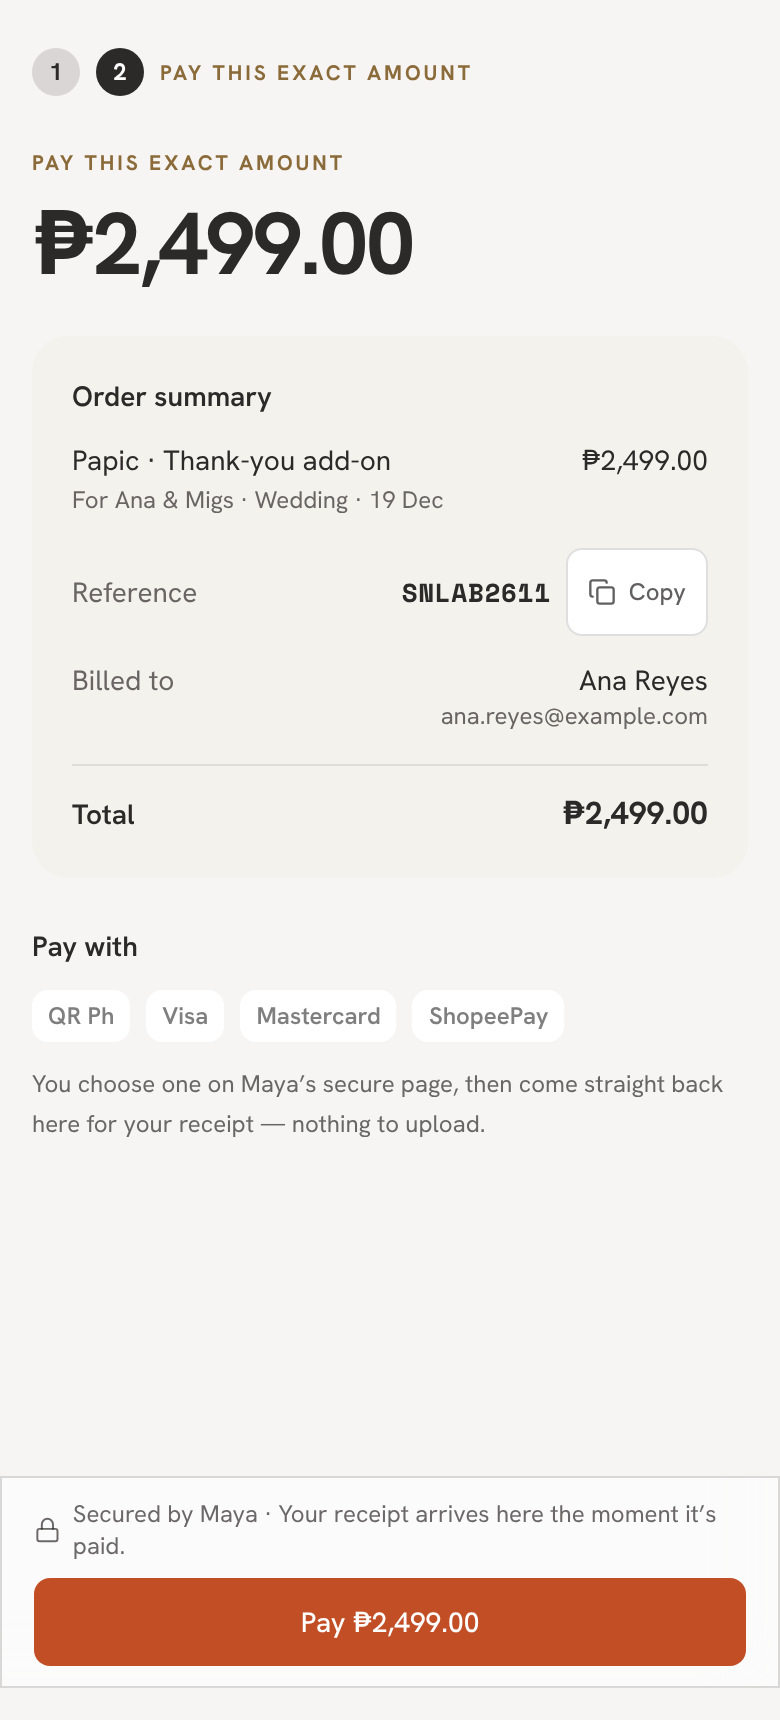 1 2 PAY THIS EXACT AMOUNT
PAY THIS EXACT AMOUNT
₱2,499.00
Order summary
Papic · Thank-you add-on ₱2,499.00
For Ana & Migs · Wedding · 19 Dec
Reference SNLAB2611 Copy
Billed to Ana Reyes
ana.reyes@example.com
Total ₱2,499.00
Pay with
QR Ph Visa Mastercard ShopeePay
You choose one on Maya’s secure page, then come straight back
here for your receipt — nothing to upload.
Secured by Maya · Your receipt arrives here the moment it’s
paid.
Pay ₱2,499.00